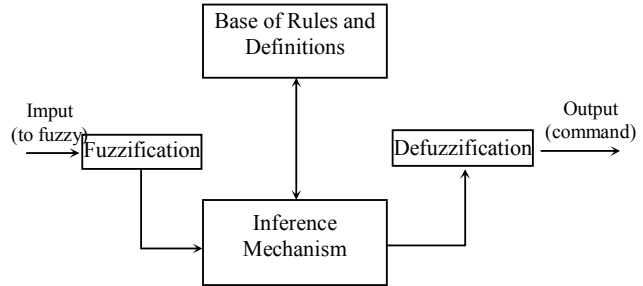 Base of Rules and
Definitions
Imput
(to fuzzy)
Fuzzification
Output
(command)
Defuzzification
Inference
Mechanism